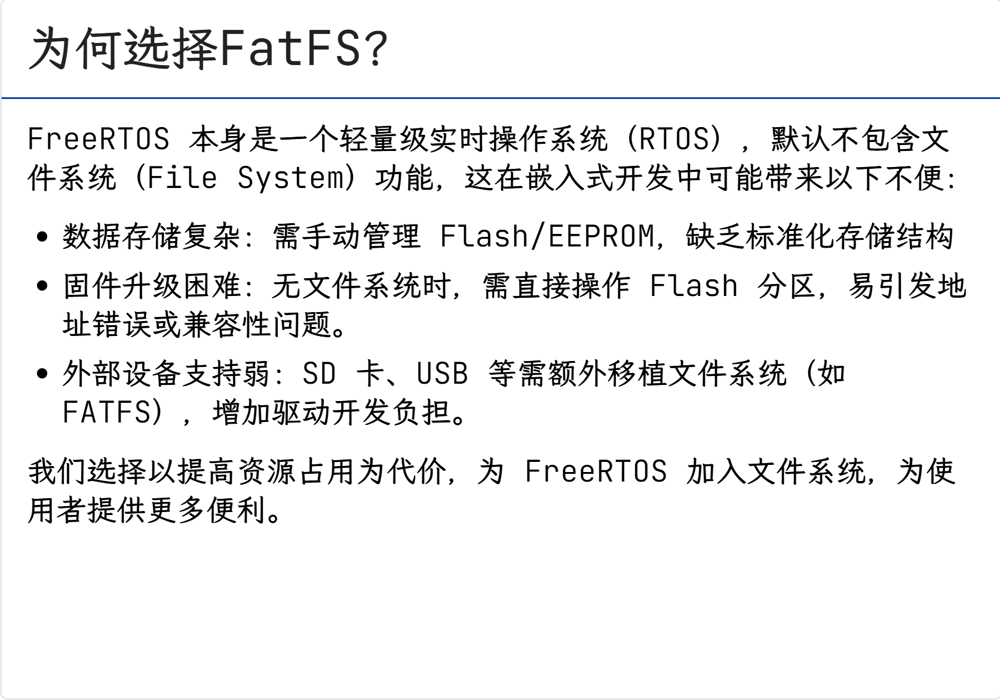 为何选择FatFS?
FreeRTOS 本身是一个轻量级实时操作系统（RTOS），默认不包含文
件系统（File System）功能，这在嵌入式开发中可能带来以下不便：
• 数据存储复杂：需手动管理 Flash/EEPROM，缺乏标准化存储结构
• 固件升级困难：无文件系统时，需直接操作 Flash 分区，易引发地
址错误或兼容性问题。
• 外部设备支持弱：SD 卡、USB 等需额外移植文件系统（如
FATFS），增加驱动开发负担。
我们选择以提高资源占用为代价，为 FreeRTOS 加入文件系统，为使
用者提供更多便利。